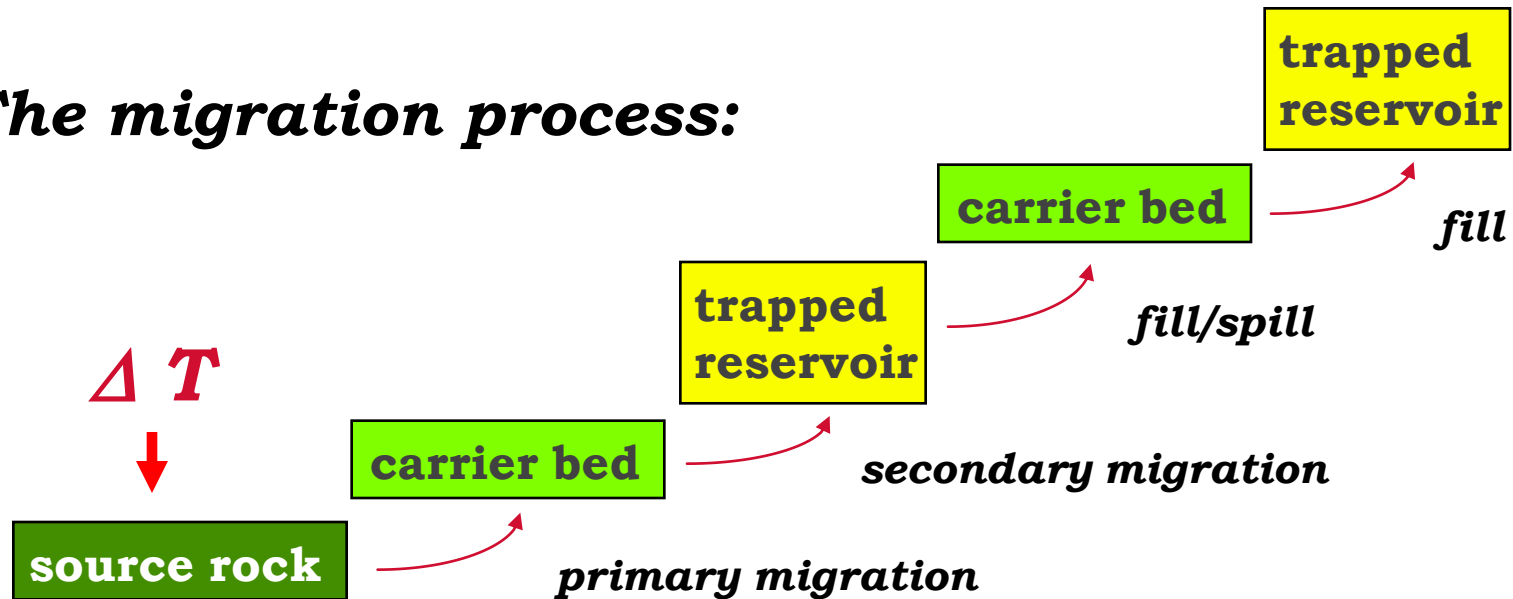 The migration process:
trapped
reservoir
carrier bed
fill
trapped
reservoir
fill/spill
Δ T
carrier bed
secondary migration
source rock
primary migration